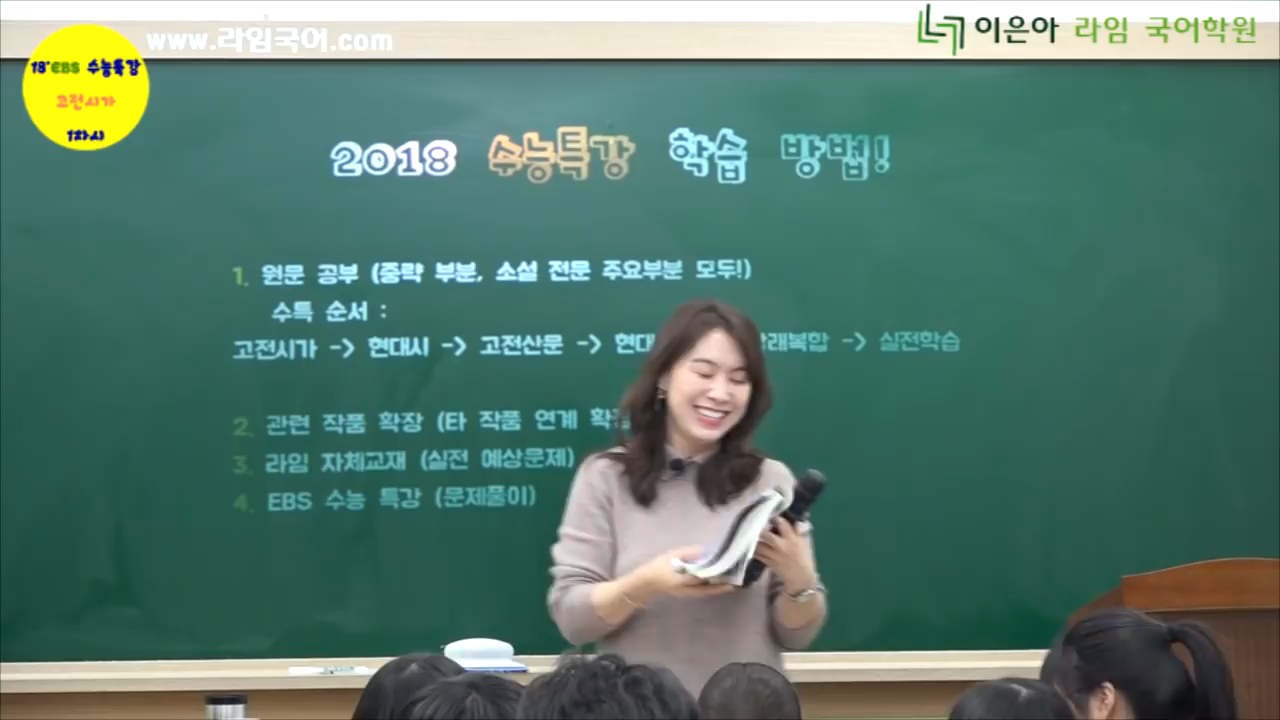 www.라임국어.com
이은아 라임 국어학원
18'EBS 수능특강
고전시가
1차시
2018 수능특강 학습 방법!
1. 원문 공부 (중략 부분, 소설 전문 주요부분 모두!)
수특 순서 :
고전시가 -> 현대시 -> 고전산문 -> 현대 갈래복합 -> 실전학습
2. 관련 작품 확장 (타 작품 연계
3. 라임 자체교재 (실전 예상문제)
4. EBS 수능 특강 (문제풀이)